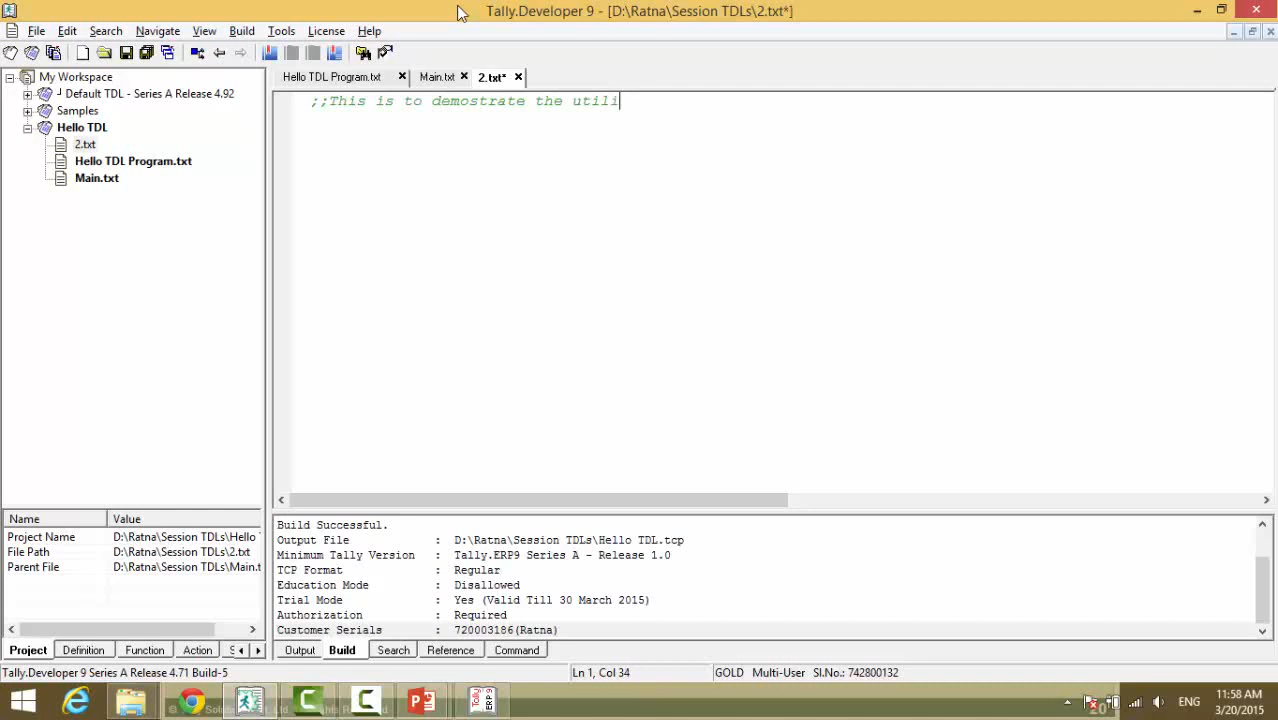 Tally.Developer 9 - [D:\Ratna\Session TDLs\2.txt*]
File Edit Search Navigate View Build Tools License Help
My Workspace
Default TDL - Series A Release 4.92
Samples
Hello TDL
2.txt
Hello TDL Program.txt
Main.txt
Hello TDL Program.txt Main.txt 2.txt*
;;This is to demostrate the utili
Name Value
Project Name D:\Ratna\Session TDLs\Hello
File Path D:\Ratna\Session TDLs\2.txt
Parent File D:\Ratna\Session TDLs\Main.t
Project Definition Function Action S
Build Successful.
Output File : D:\Ratna\Session TDLs\Hello TDL.tcp
Minimum Tally Version : Tally.ERP9 Series A - Release 1.0
TCP Format : Regular
Education Mode : Disallowed
Trial Mode : Yes (Valid Till 30 March 2015)
Authorization : Required
Customer Serials : 720003186(Ratna)
Output Build Search Reference Command
Tally.Developer 9 Series A Release 4.71 Build-5 Ln 1, Col 34 GOLD Multi-User Sl.No.: 742800132
ERP 9
ENG
11:58 AM
3/20/2015